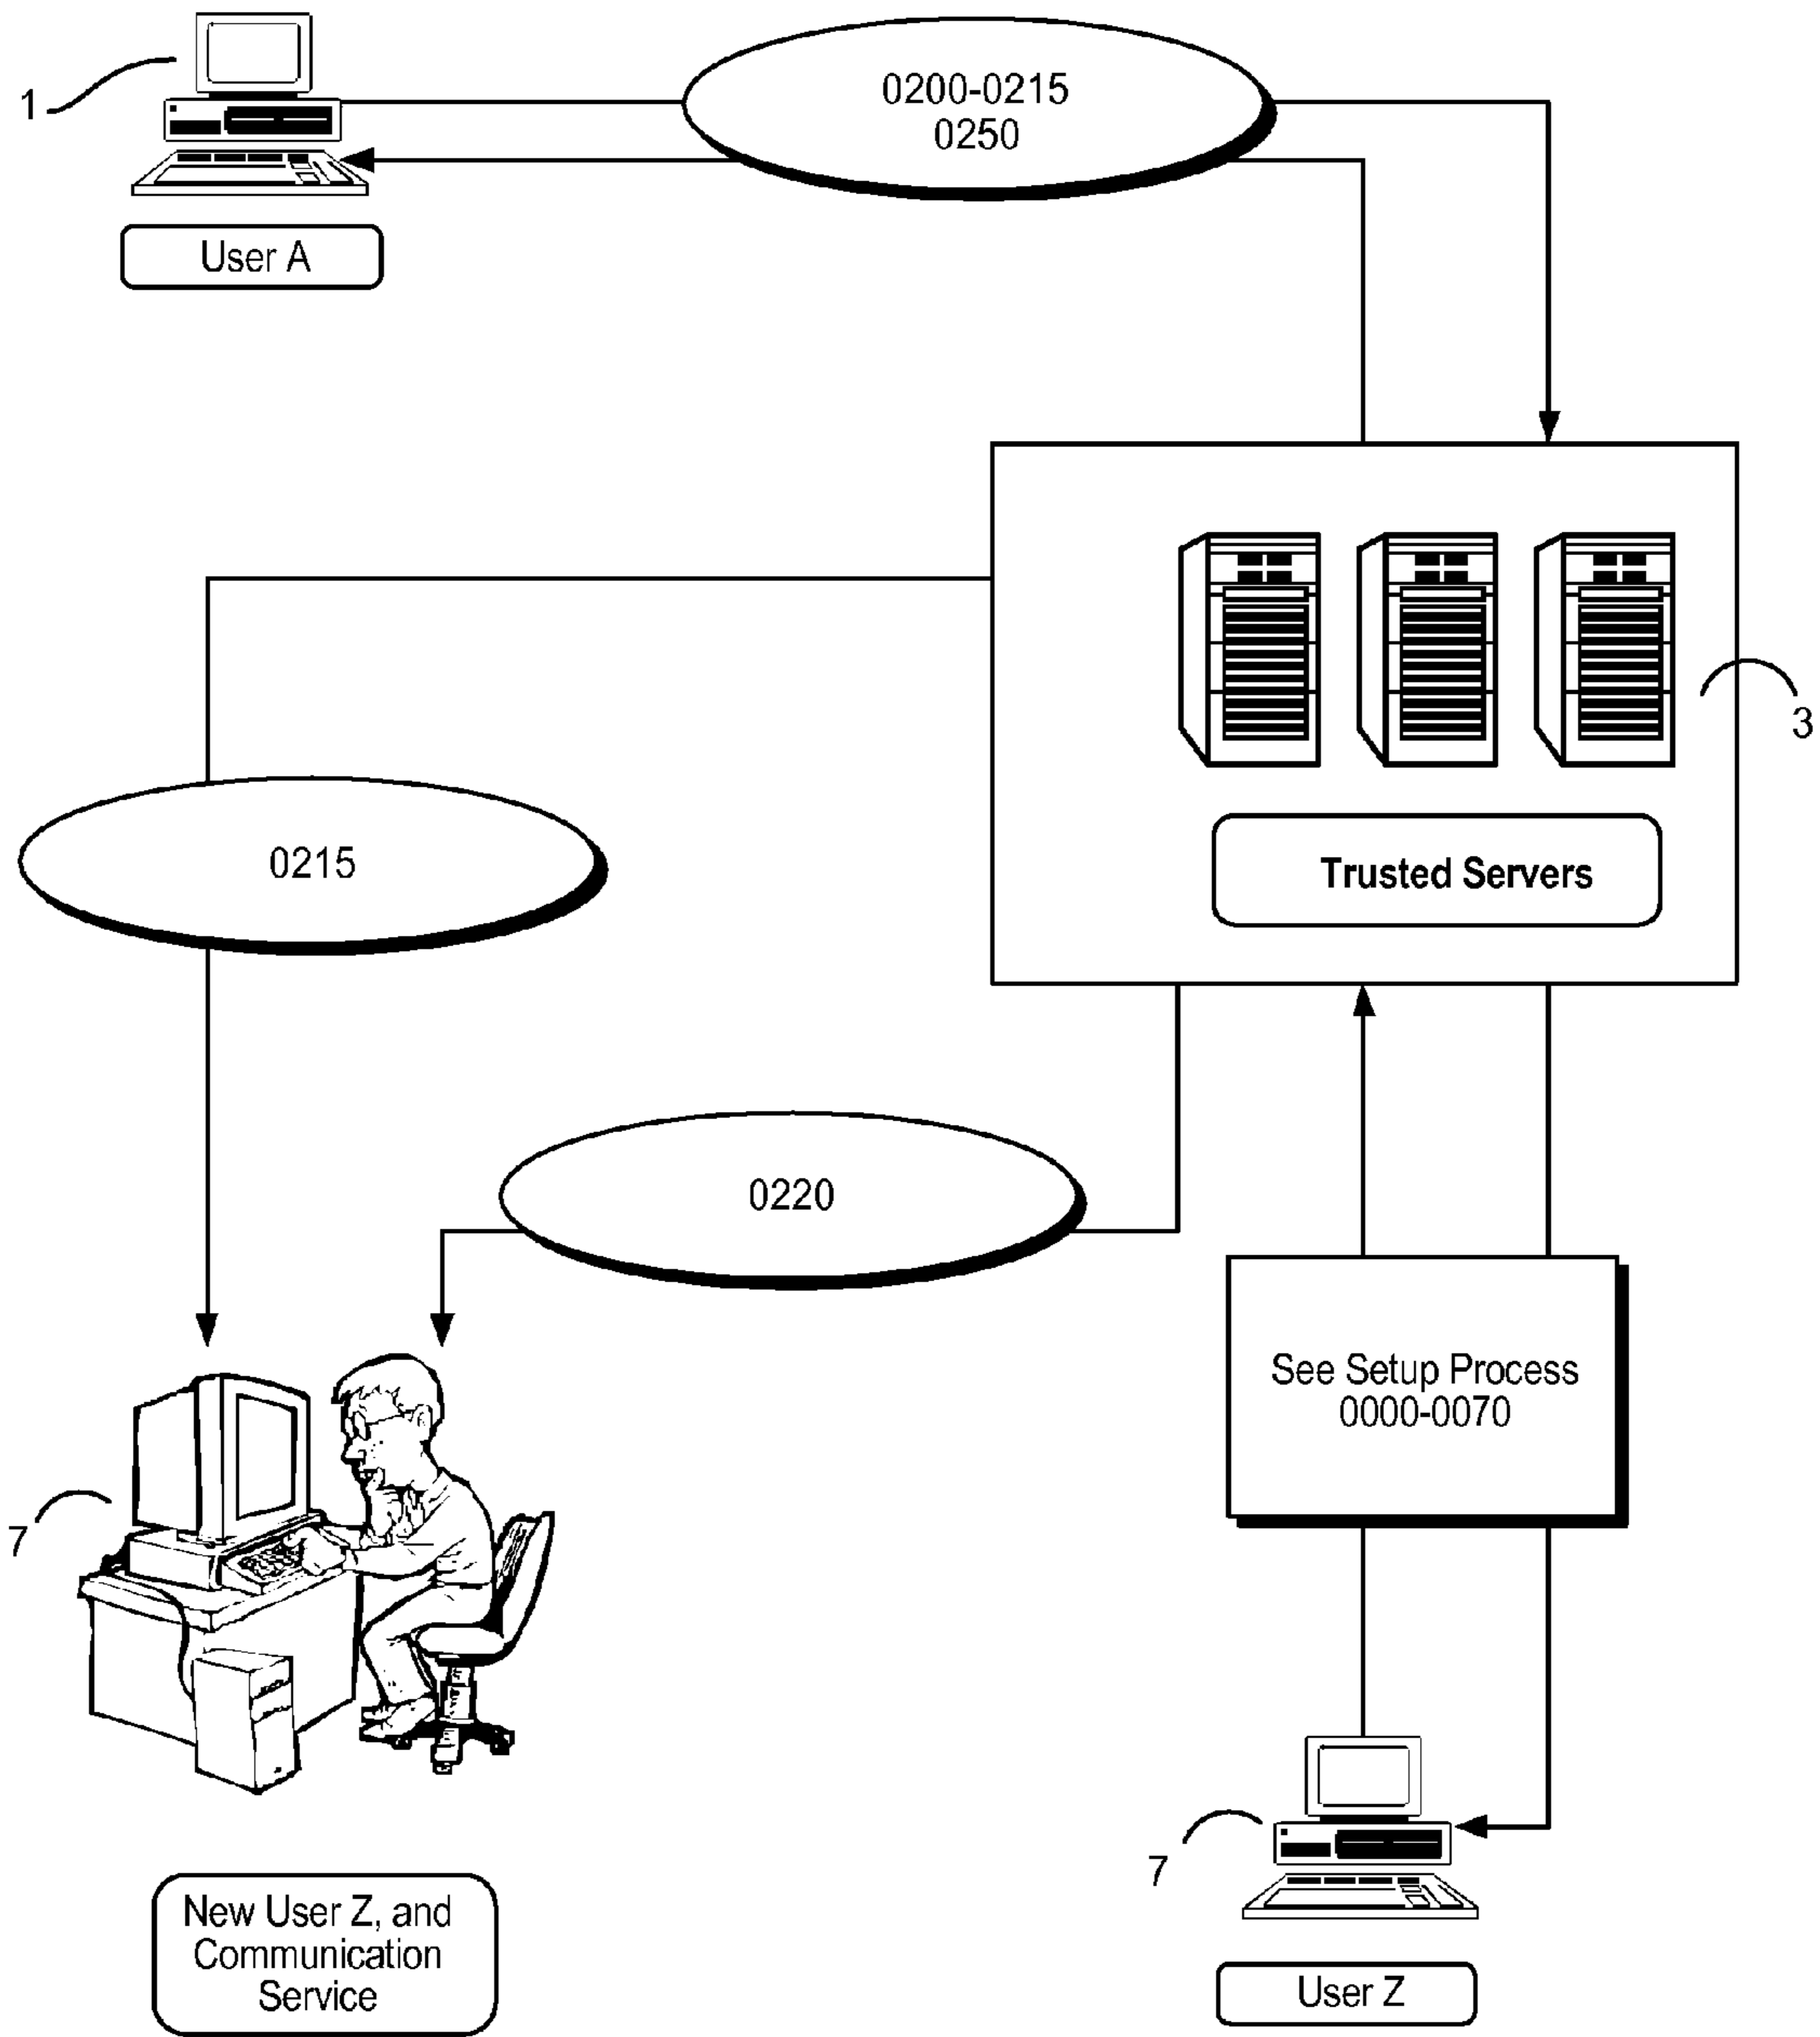 1
0200-0215
0250
User A
3
Trusted Servers
0215
0220
See Setup Process
0000-0070
7
7
New User Z, and
Communication
Service
User Z